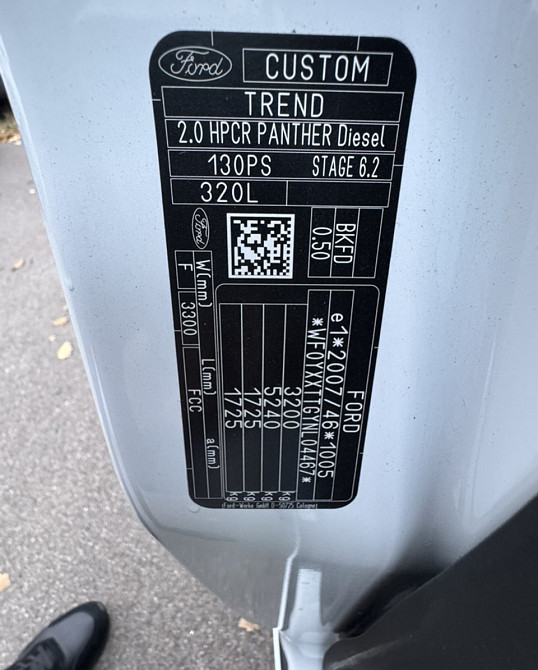 Ford
CUSTOM
TREND
2.0 HPCR PANTHER Diesel
130PS STAGE 6.2
320L
Ford
BKFD
0.50
W(mm) L(mm) a(mm)
F 3300 FCC
FORD
e1*2007/46*1005
*WF0YXXTTGYNL04467*
3200 kg
5240 kg
1725 kg
1725 kg
(Ford-Werke GmbH D-50725 Cologne)